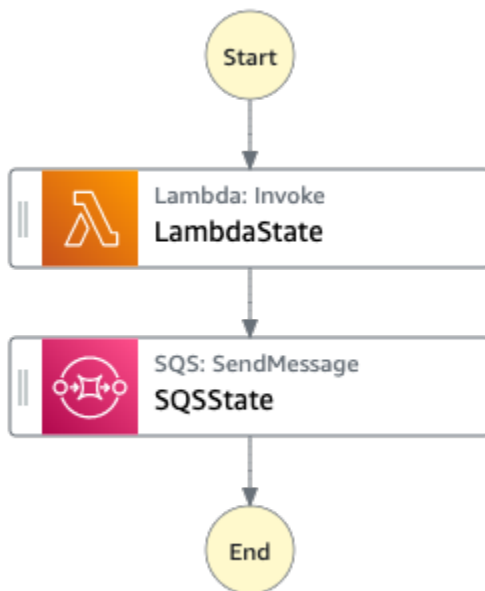 Start
Lambda: Invoke
LambdaState
SQS: SendMessage
SQSState
End